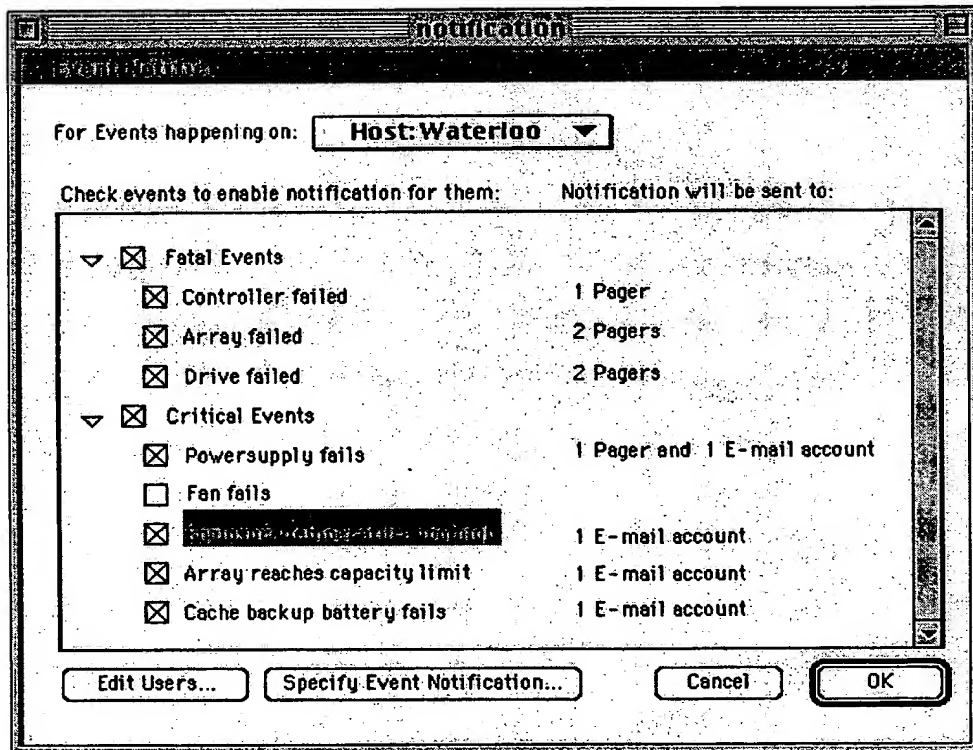 notification
Event Notification
For Events happening on: Host: Waterloo
Check events to enable notification for them: Notification will be sent to:
Fatal Events
Controller failed 1 Pager
Array failed 2 Pagers
Drive failed 2 Pagers
Critical Events
Powersupply fails 1 Pager and 1 E-mail account
Fan fails
1 E-mail account
Array reaches capacity limit 1 E-mail account
Cache backup battery fails 1 E-mail account
Edit Users... Specify Event Notification... Cancel OK